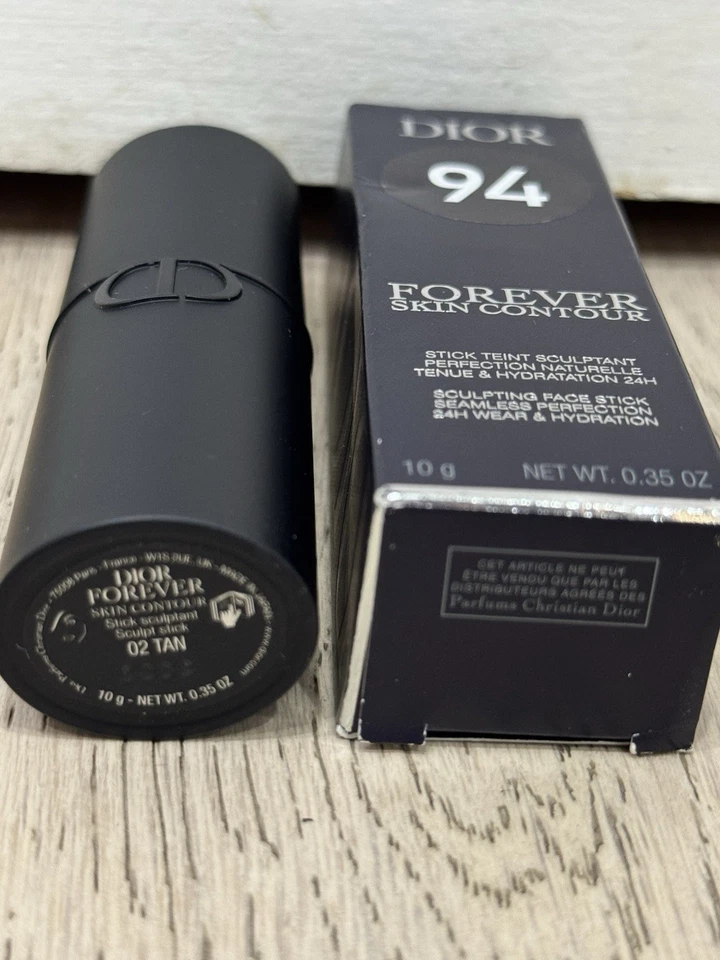 DIOR
94
FOREVER
SKIN CONTOUR
STICK TEINT SCULPTANT
PERFECTION NATURELLE
TENUE & HYDRATATION 24H
SCULPTING FACE STICK
SEAMLESS PERFECTION
24H WEAR & HYDRATION
10 g NET WT. 0.35 OZ
CET ARTICLE NE PEUT
ÊTRE VENDU QUE PAR LES
DISTRIBUTEURS AGRÉÉS DES
Parfums Christian Dior
Paris - France - W1S
DIOR
FOREVER
SKIN CONTOUR
Stick sculptant
Sculpt stick
02 TAN
10 g - NET WT. 0.35 OZ